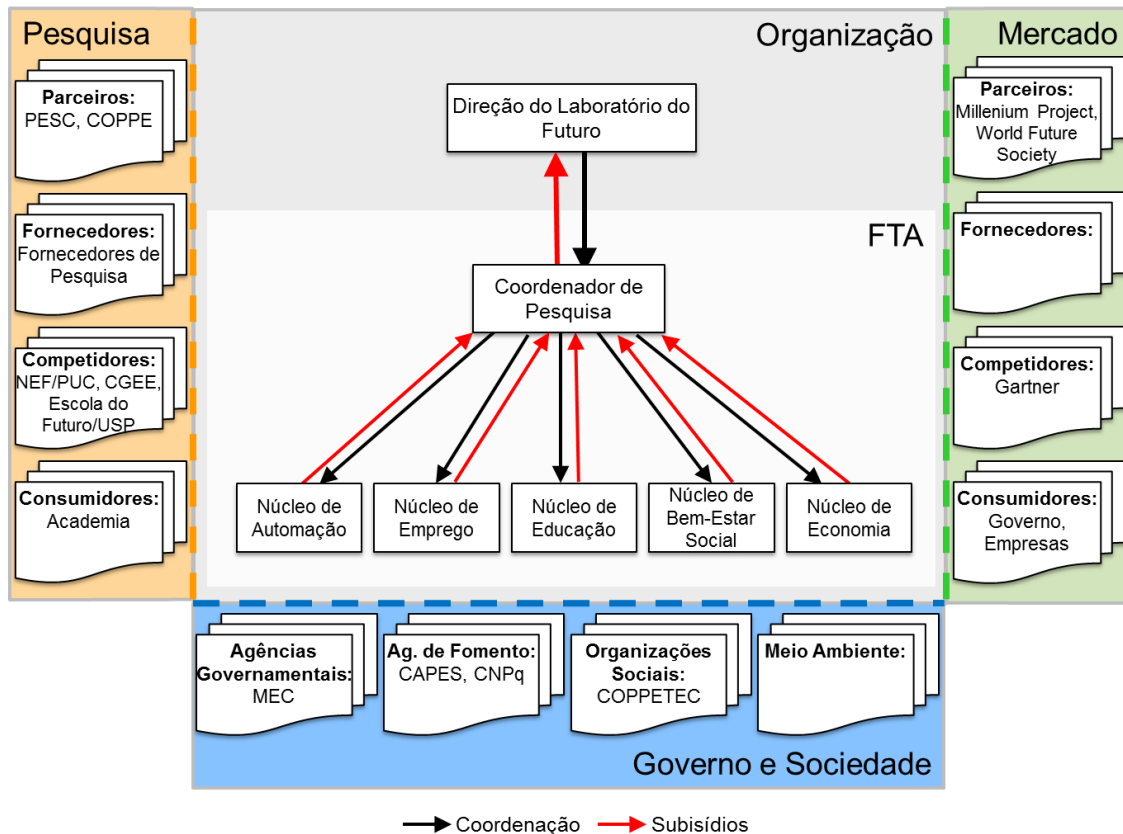 Pesquisa
Parceiros:
PESC, COPPE
Fornecedores:
Fornecedores de
Pesquisa
Competidores:
NEF/PUC, CGEE,
Escola do
Futuro/USP
Consumidores:
Academia
Organização
Direção do Laboratório do
Futuro
FTA
Coordenador de
Pesquisa
Núcleo de
Automação
Núcleo de
Emprego
Núcleo de
Educação
Núcleo de
Bem-Estar
Social
Núcleo de
Economia
Mercado
Parceiros:
Millenium Project,
World Future
Society
Fornecedores:
Competidores:
Gartner
Consumidores:
Governo,
Empresas
Agências
Governamentais:
MEC
Ag. de Fomento:
CAPES, CNPq
Organizações
Sociais:
COPPETEC
Meio Ambiente:
Governo e Sociedade
Coordenação
Subisídios